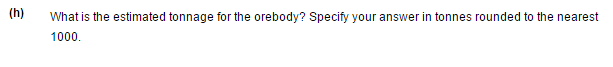 (h) What is the estimated tonnage for the orebody? Specify your answer in tonnes rounded to the nearest
1000.